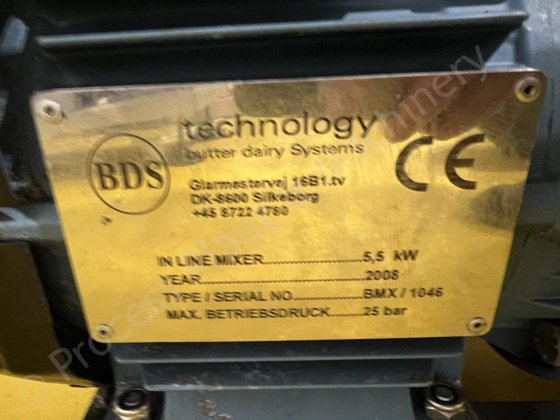 technology
butter dairy Systems
BDS
Glarmestervej 16B1.tv
DK-8600 Silkeborg
+45 8722 4780
CE
IN LINE MIXER..............................5,5 kW
YEAR.............................................2008
TYPE / SERIAL NO...................BMX / 1046
MAX. BETRIEBSDRUCK...........25 bar